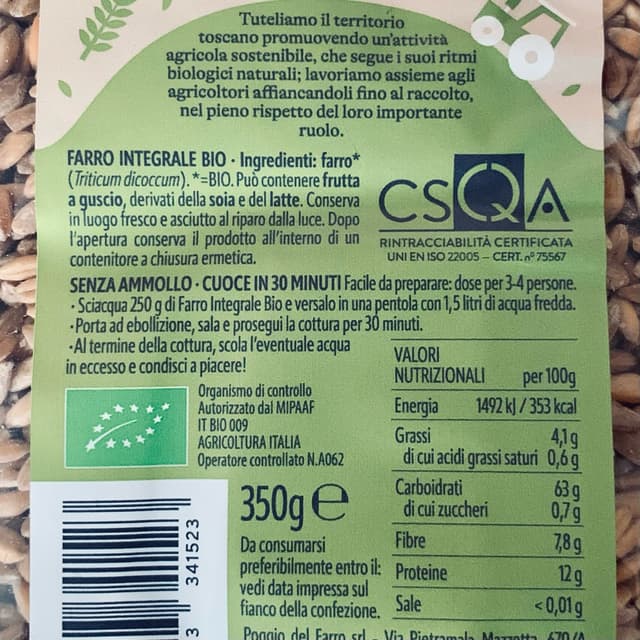 Tuteliamo il territorio
toscano promuovendo un'attività
agricola sostenibile, che segue i suoi ritmi
biologici naturali; lavoriamo assieme agli
agricoltori affiancandoli fino al raccolto,
nel pieno rispetto del loro importante
ruolo.
FARRO INTEGRALE BIO · Ingredienti: farro*
(Triticum dicoccum). *=BIO. Può contenere frutta
a guscio, derivati della soia e del latte. Conserva
in luogo fresco e asciutto al riparo dalla luce. Dopo
l'apertura conserva il prodotto all'interno di un
contenitore a chiusura ermetica.
CSQA
RINTRACCIABILITÀ CERTIFICATA
UNI EN ISO 22005 – CERT. nº 75567
SENZA AMMOLLO · CUOCE IN 30 MINUTI Facile da preparare: dose per 3-4 persone.
· Sciacqua 250 g di Farro Integrale Bio e versalo in una pentola con 1,5 litri di acqua fredda.
· Porta ad ebollizione, sala e prosegui la cottura per 30 minuti.
· Al termine della cottura, scola l'eventuale acqua
in eccesso e condisci a piacere!
Organismo di controllo
Autorizzato dal MIPAAF
IT BIO 009
AGRICOLTURA ITALIA
Operatore controllato N.A062
VALORI
NUTRIZIONALI per 100g
Energia 1492 kJ / 353 kcal
Grassi 4,1 g
di cui acidi grassi saturi 0,6 g
Carboidrati 63 g
di cui zuccheri 0,7 g
Fibre 7,8 g
Proteine 12 g
Sale < 0,01 g
350g e
Da consumarsi
preferibilmente entro il:
vedi data impressa sul
fianco della confezione.
3 341523
Poggio del Farro srl - Via Pietramala Mazzetta 670/A